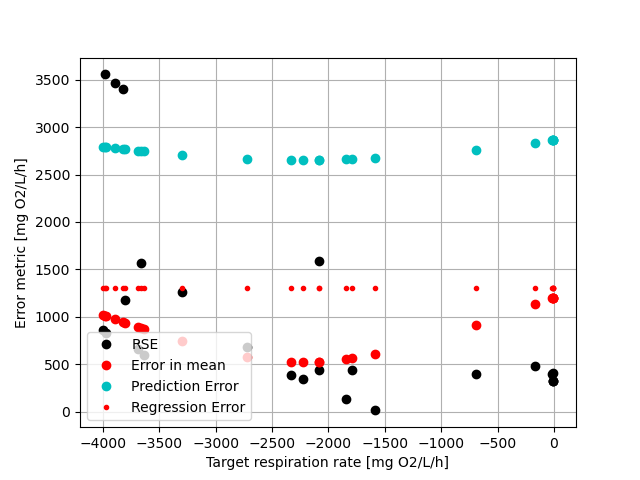 3500
3000
2500
2000
1500
1000
500
0
Error metric [mg O2/L/h]
RSE
Error in mean
Prediction Error
Regression Error
−4000 −3500 −3000 −2500 −2000 −1500 −1000 −500 0
Target respiration rate [mg O2/L/h]